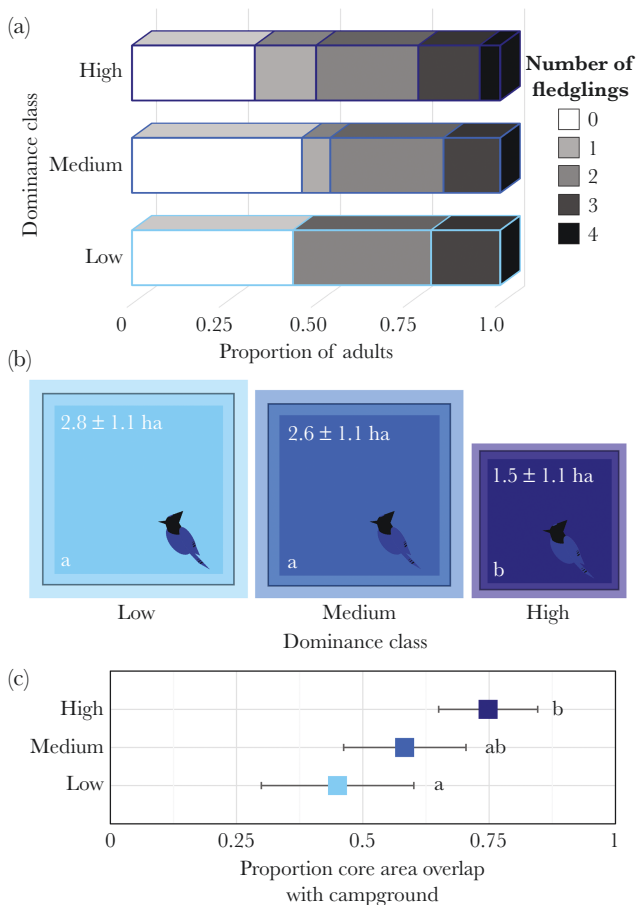 (a)
High
Medium
Low
Dominance class
Number of
fledglings
0
1
2
3
4
0 0.25 0.50 0.75 1.0
Proportion of adults
(b)
2.8 ± 1.1 ha
a
2.6 ± 1.1 ha
a
1.5 ± 1.1 ha
b
Low Medium High
Dominance class
(c)
High
b
Medium
ab
Low
a
0 0.25 0.5 0.75 1
Proportion core area overlap
with campground